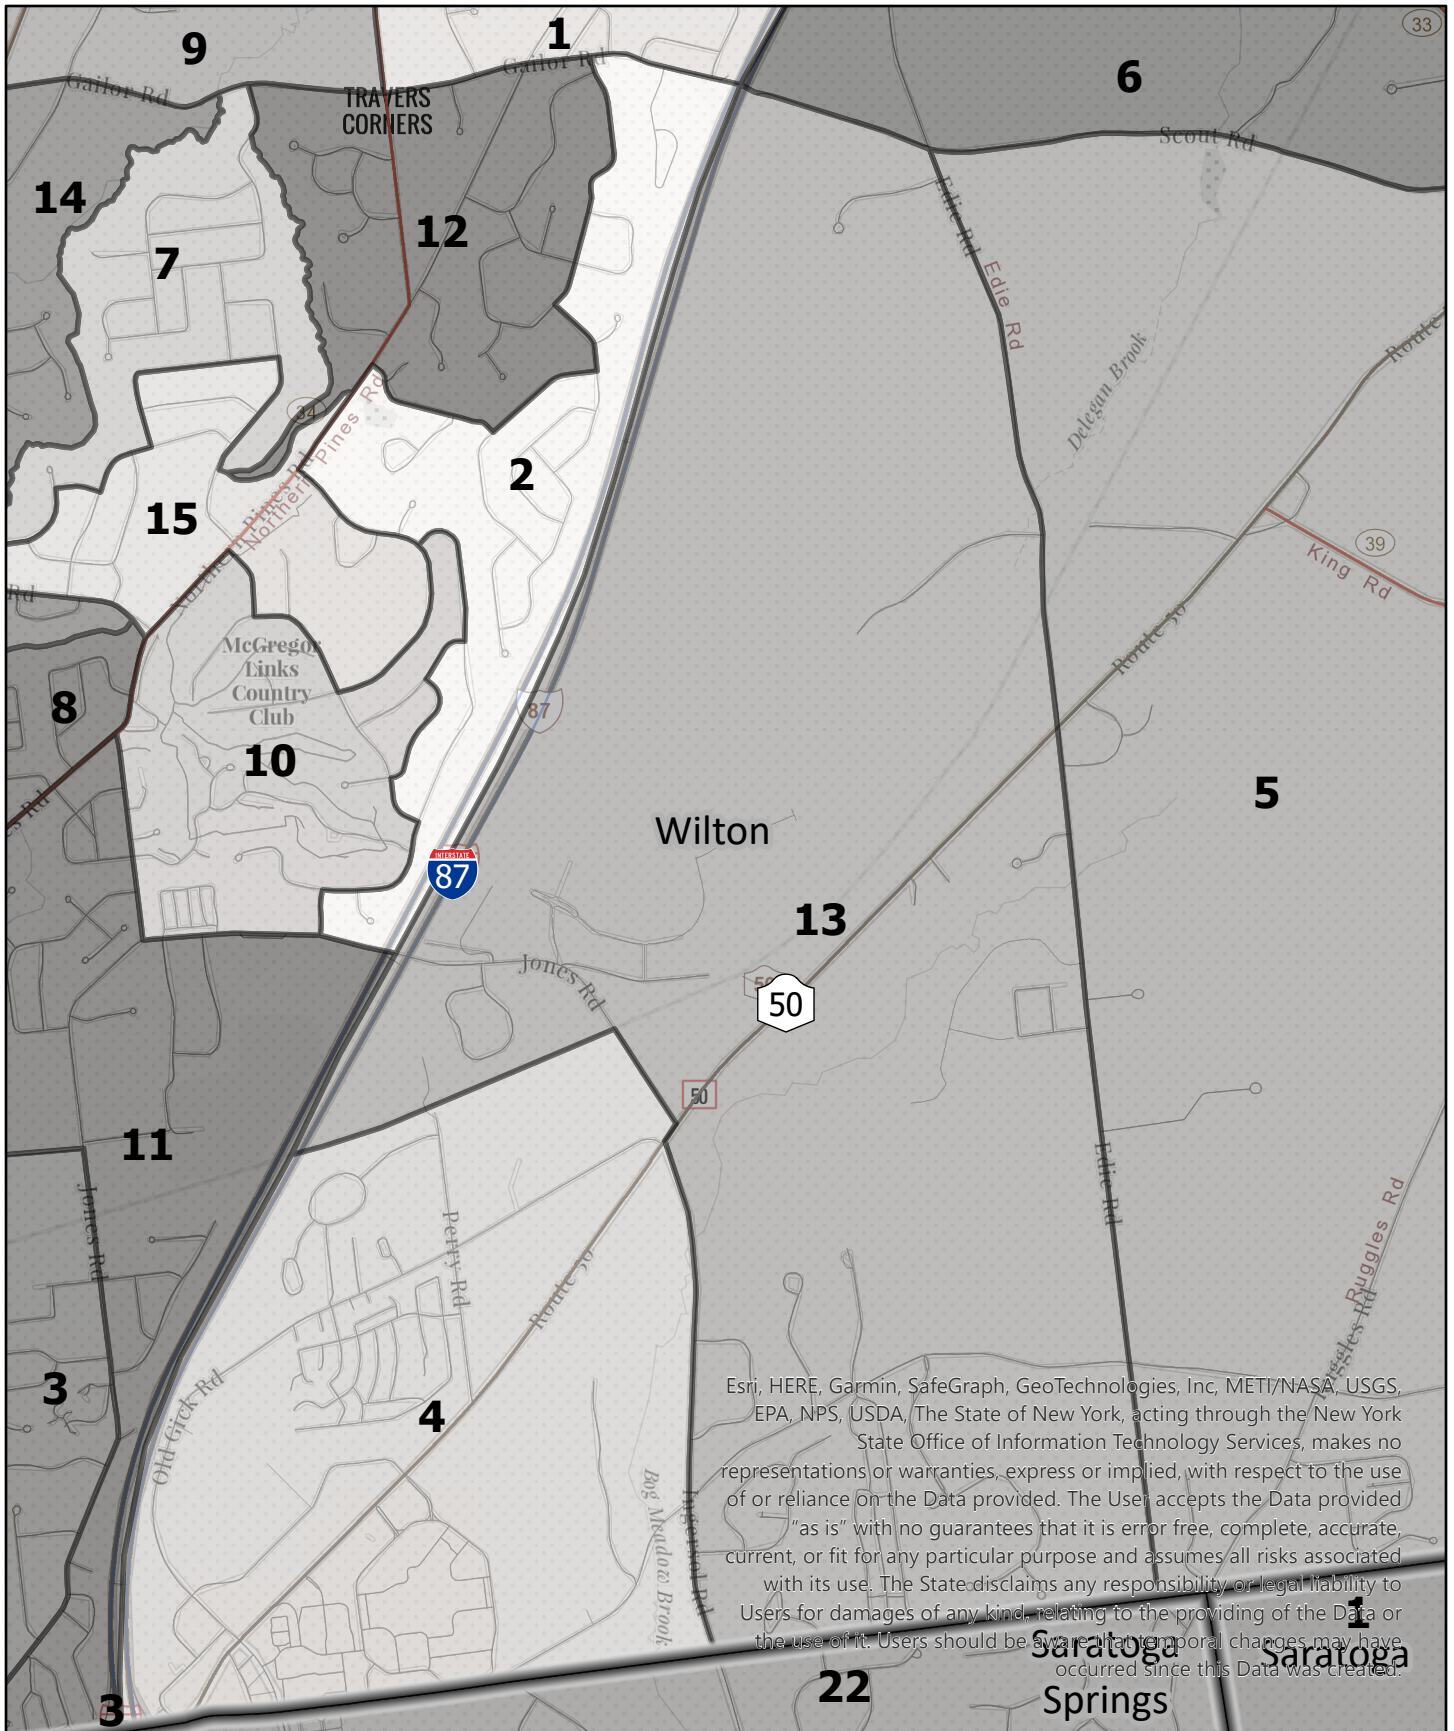 9
1
33
6
Gailor Rd
Gailor Rd
TRAVERS
CORNERS
Scout Rd
14
12
7
Edie Rd
Edie Rd
Delegan Brook
Route
34
Northern Pines Rd
Northern Pines Rd
2
15
39
King Rd
Rd
Route 50
McGregor
Links
Country
Club
8
87
10
5
Wilton
87
13
Jones Rd
50
50
50
11
Edie Rd
Jones Rd
Perry Rd
Route 50
Ruggles Rd
Ruggles Rd
3
Old Gick Rd
4
Esri, HERE, Garmin, SafeGraph, GeoTechnologies, Inc, METI/NASA, USGS,
EPA, NPS, USDA, The State of New York, acting through the New York
State Office of Information Technology Services, makes no
representations or warranties, express or implied, with respect to the use
of or reliance on the Data provided. The User accepts the Data provided
“as is” with no guarantees that it is error free, complete, accurate,
current, or fit for any particular purpose and assumes all risks associated
with its use. The State disclaims any responsibility or legal liability to
Users for damages of any kind, relating to the providing of the Data or
the use of it. Users should be aware that temporal changes may have
occurred since this Data was created.
Bog Meadow Brook
Ingersol Rd
1
Saratoga
Springs
Saratoga
22
3